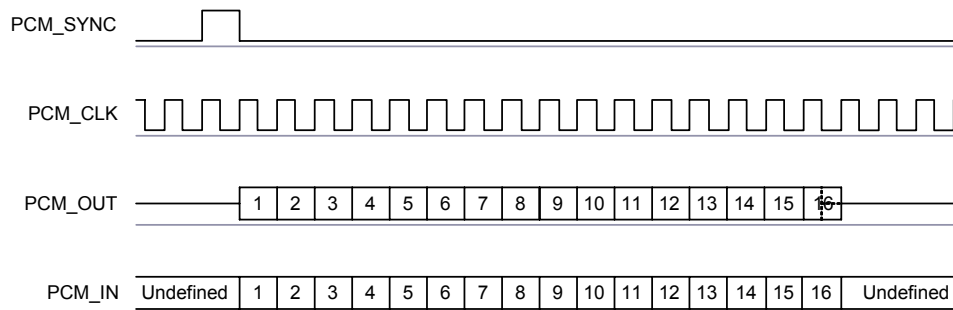 PCM_SYNC
PCM_CLK
PCM_OUT 1 2 3 4 5 6 7 8 9 10 11 12 13 14 15 16
PCM_IN Undefined 1 2 3 4 5 6 7 8 9 10 11 12 13 14 15 16 Undefined